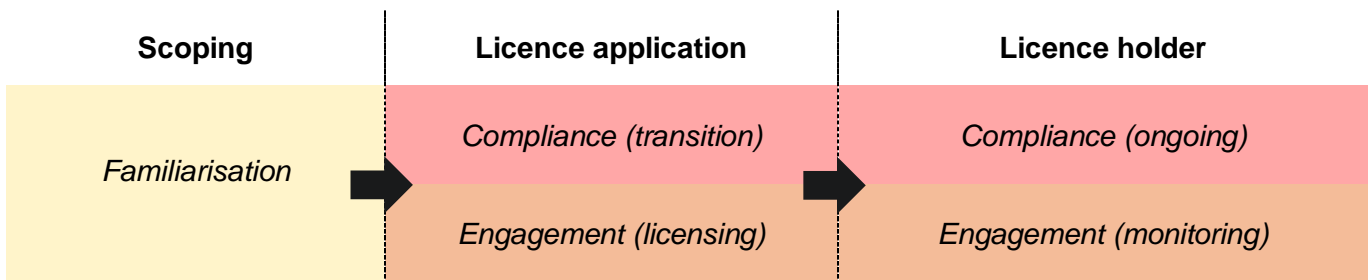 Scoping
Licence application
Licence holder
Familiarisation
Compliance (transition)
Compliance (ongoing)
Engagement (licensing)
Engagement (monitoring)